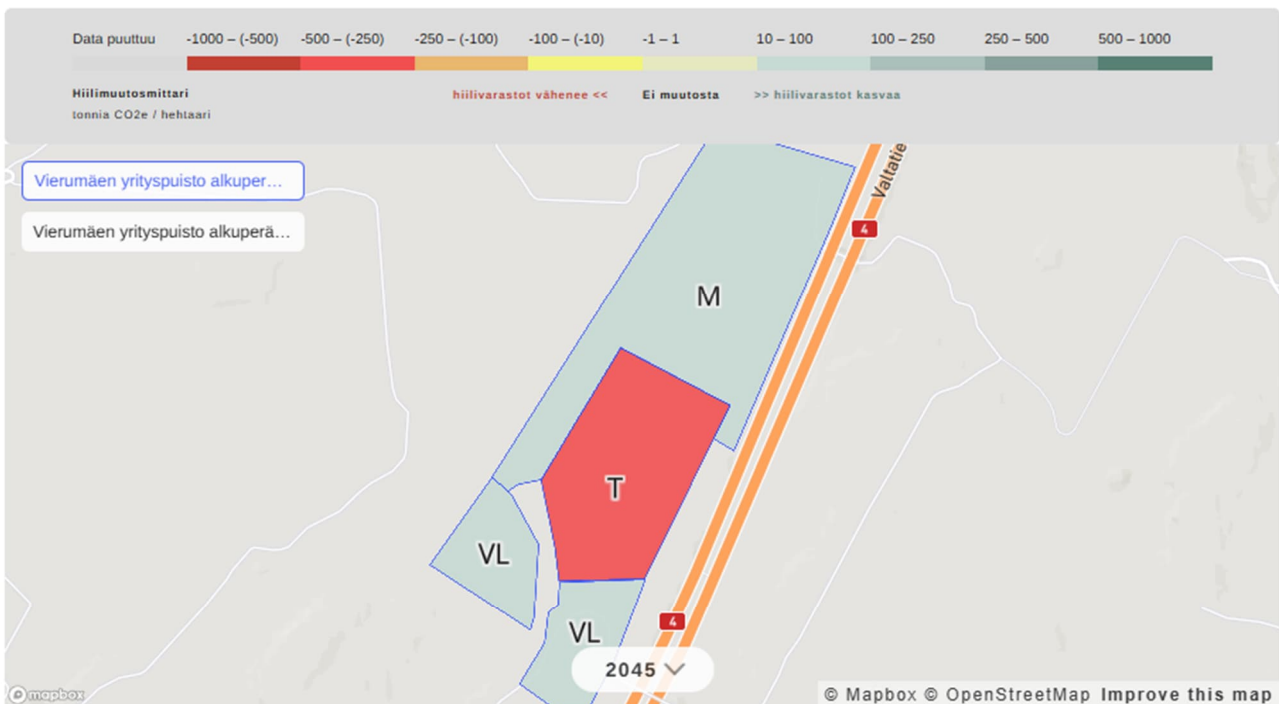 Data puuttuu -1000 – (-500) -500 – (-250) -250 – (-100) -100 – (-10) -1 – 1 10 – 100 100 – 250 250 – 500 500 – 1000
Hiilimuutosmittari hiilivarastot vähenee << Ei muutosta >> hiilivarastot kasvaa
tonnia CO2e / hehtaari
Vierumäen yrityspuisto alkuper…
Vierumäen yrityspuisto alkuperä…
Valtatie
4
M
T
VL
VL
4
2045
mapbox
© Mapbox © OpenStreetMap Improve this map